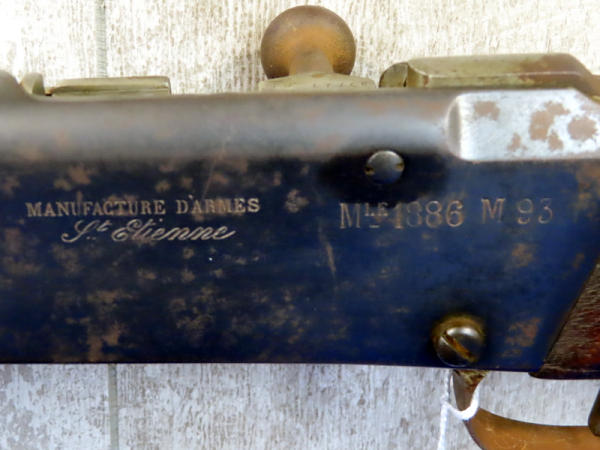 MANUFACTURE D'ARMES
St Etienne
MLE 1886 M 93